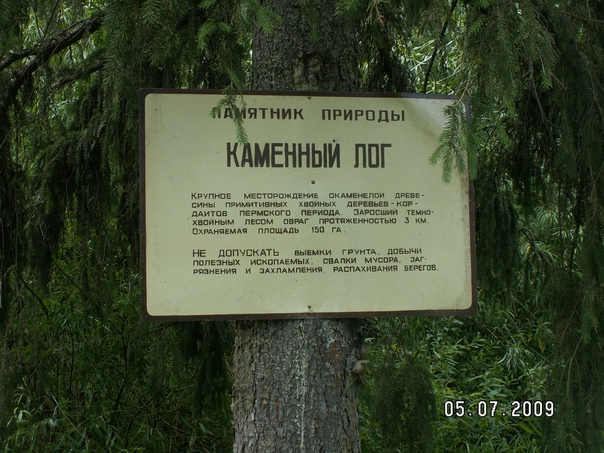 ПАМЯТНИК ПРИРОДЫ
КАМЕННЫЙ ЛОГ
КРУПНОЕ МЕСТОРОЖДЕНИЕ ОКАМЕНЕЛОЙ ДРЕВЕ-
СИНЫ ПРИМИТИВНЫХ ХВОЙНЫХ ДЕРЕВЬЕВ-КОР-
ДАИТОВ ПЕРМСКОГО ПЕРИОДА. ЗАРОСШИЙ ТЕМНО-
ХВОЙНЫМ ЛЕСОМ ОВРАГ ПРОТЯЖЕННОСТЬЮ 3 КМ.
ОХРАНЯЕМАЯ ПЛОЩАДЬ 150 ГА.
НЕ ДОПУСКАТЬ ВЫЕМКИ ГРУНТА, ДОБЫЧИ
ПОЛЕЗНЫХ ИСКОПАЕМЫХ, СВАЛКИ МУСОРА, ЗАГ-
РЯЗНЕНИЯ И ЗАХЛАМЛЕНИЯ, РАСПАХИВАНИЯ БЕРЕГОВ.
05.07.2009